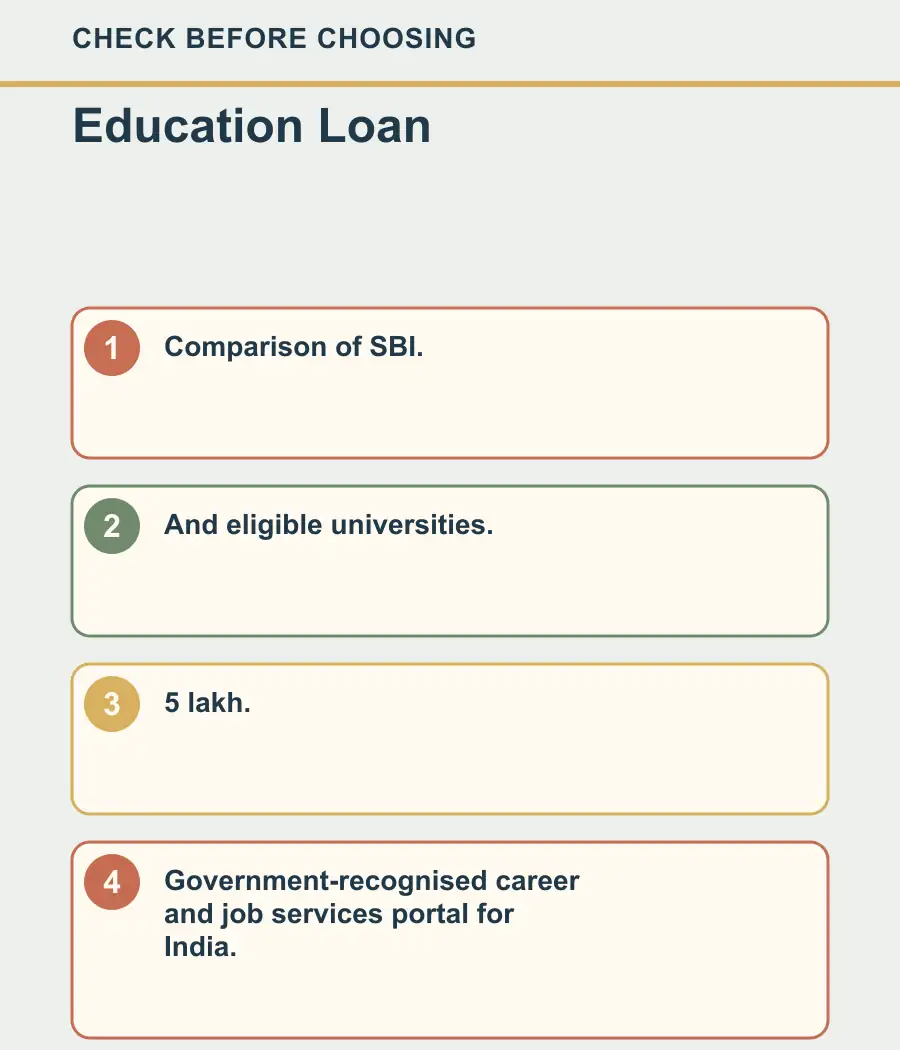 CHECK BEFORE CHOOSING
Education Loan
1 Comparison of SBI.
2 And eligible universities.
3 5 lakh.
4 Government-recognised career
and job services portal for
India.